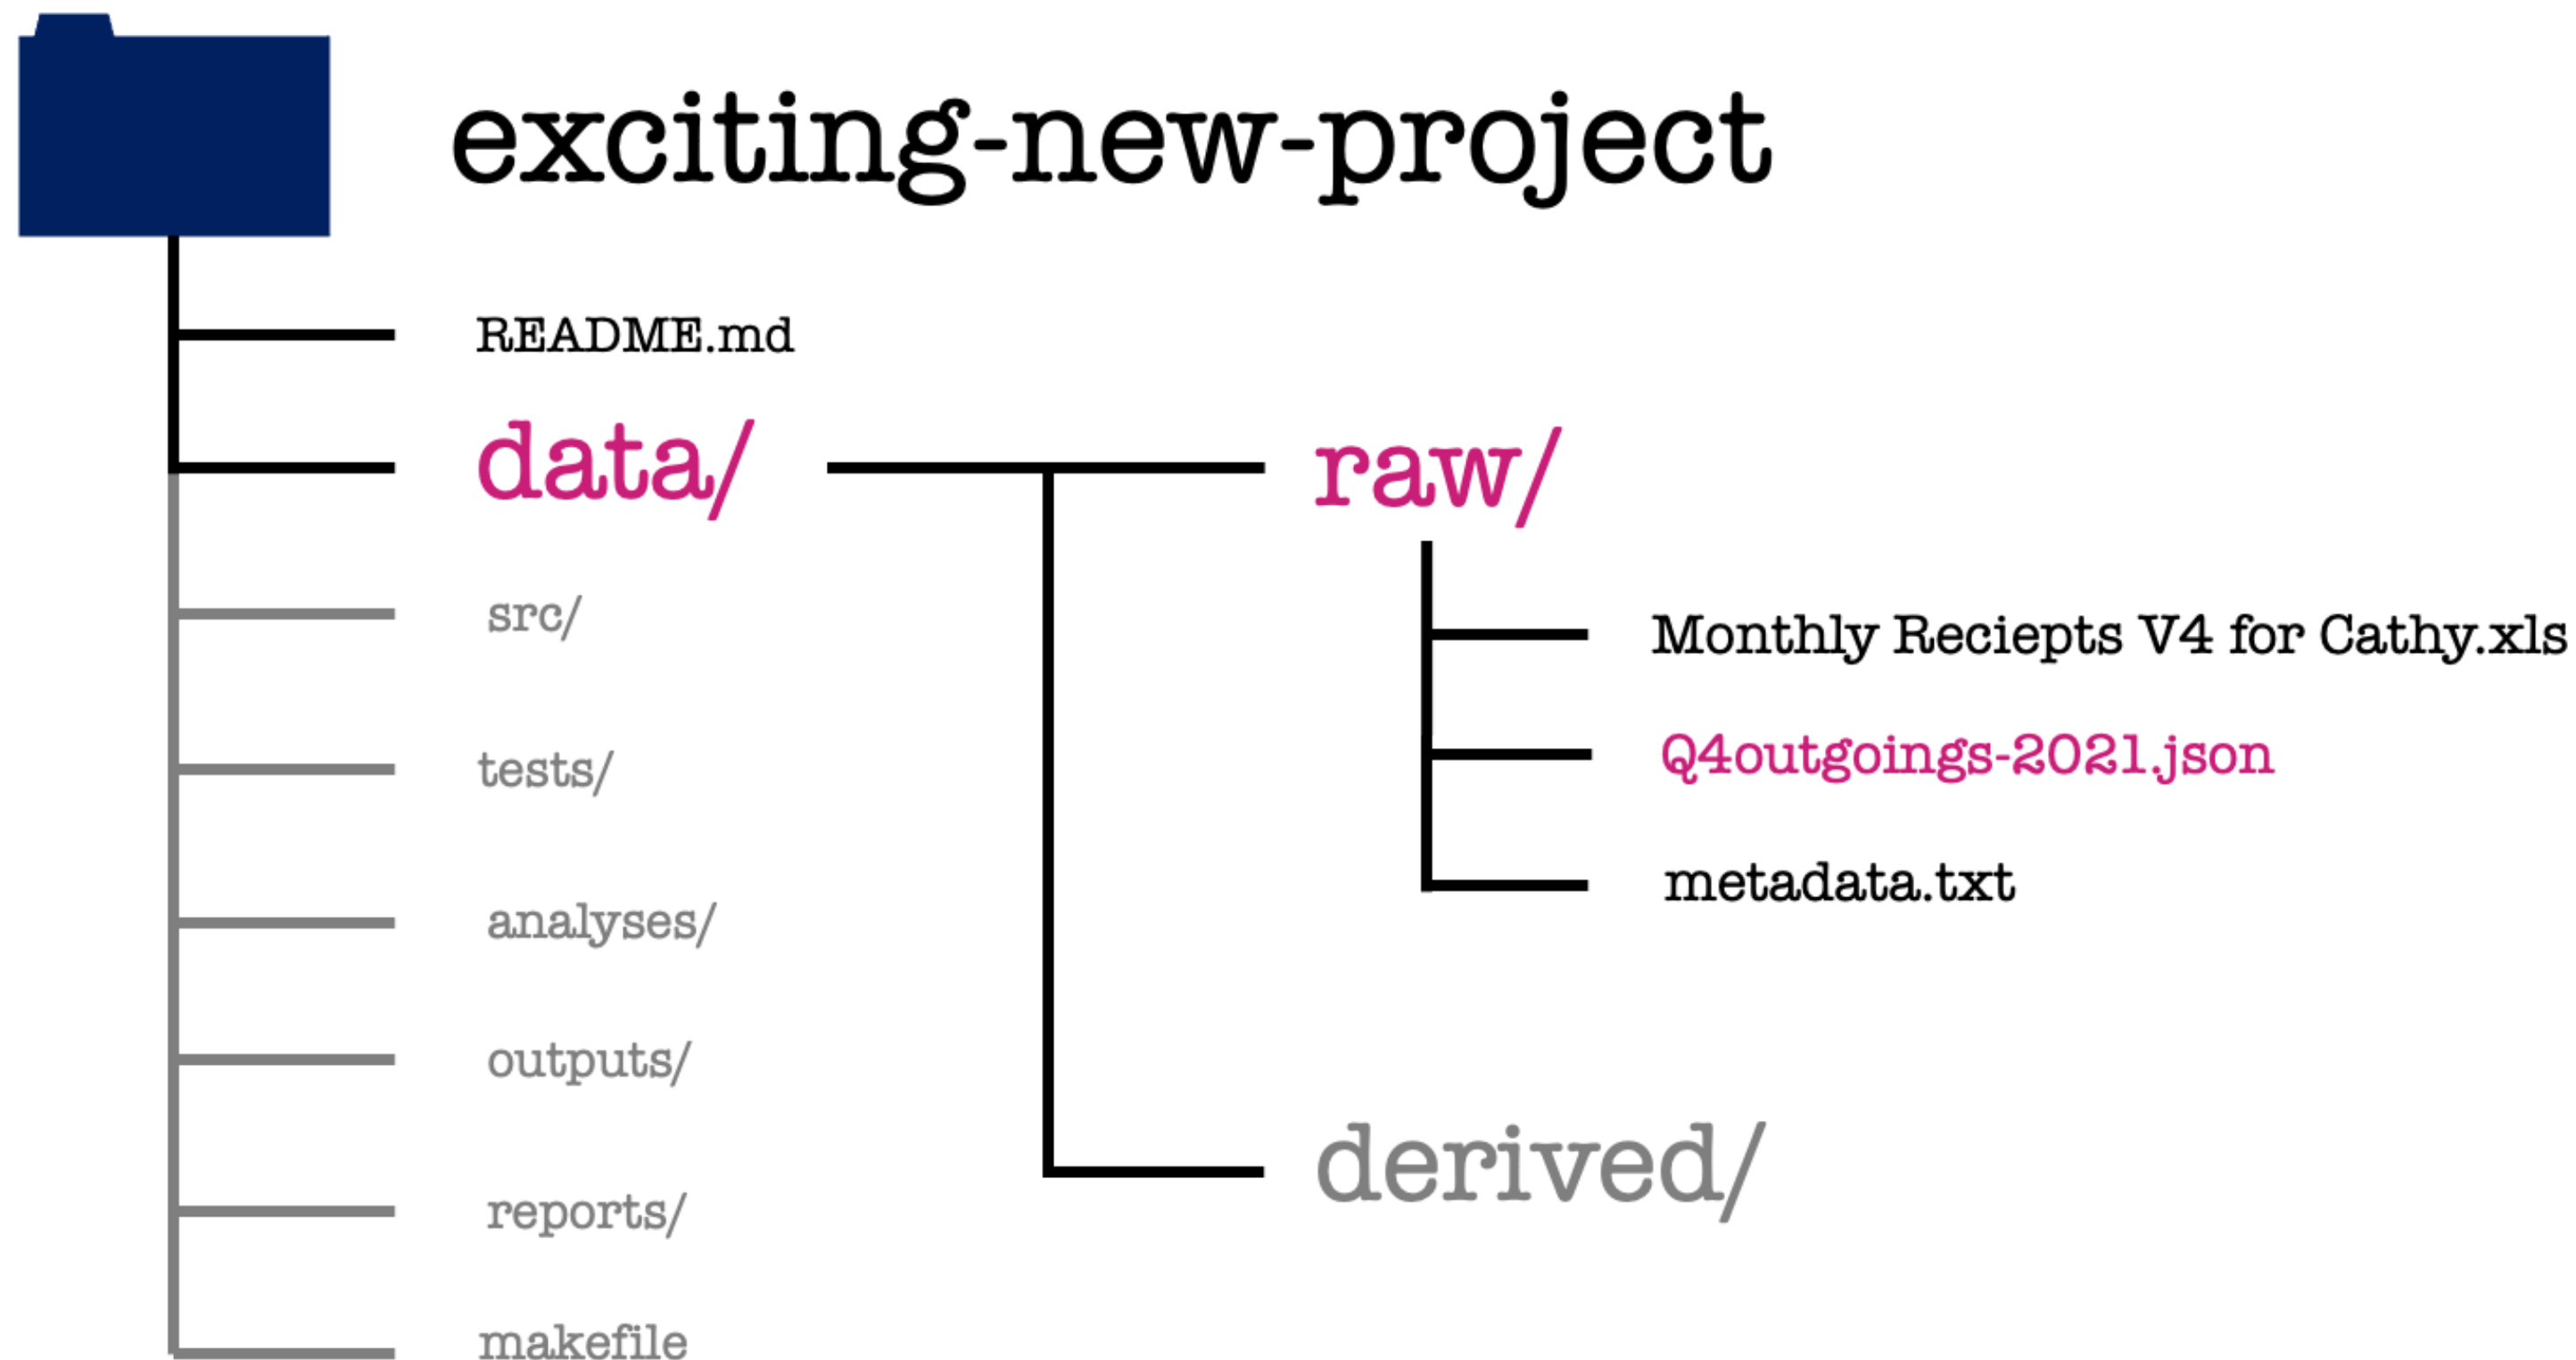 exciting-new-project
README.md
data/
raw/
src/
Monthly Reciepts V4 for Cathy.xls
Q4outgoings-2021.json
tests/
metadata.txt
analyses/
outputs/
derived/
reports/
makefile